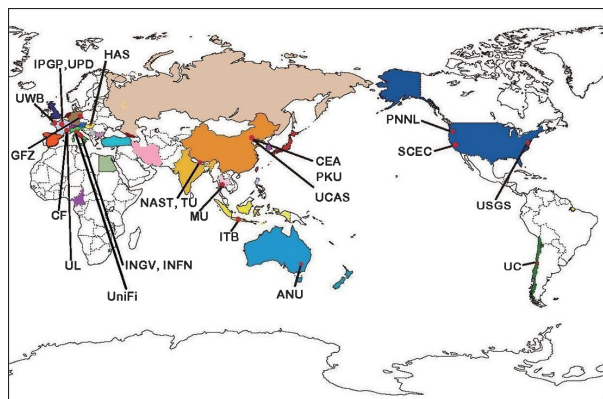 HAS
IPGP,UPD
UWB
PNNL
GFZ
SCEC
CEA
PKU
UCAS
NAST, TU
MU
USGS
CF
ITB
UL
INGV, INFN
UC
UniFi
ANU